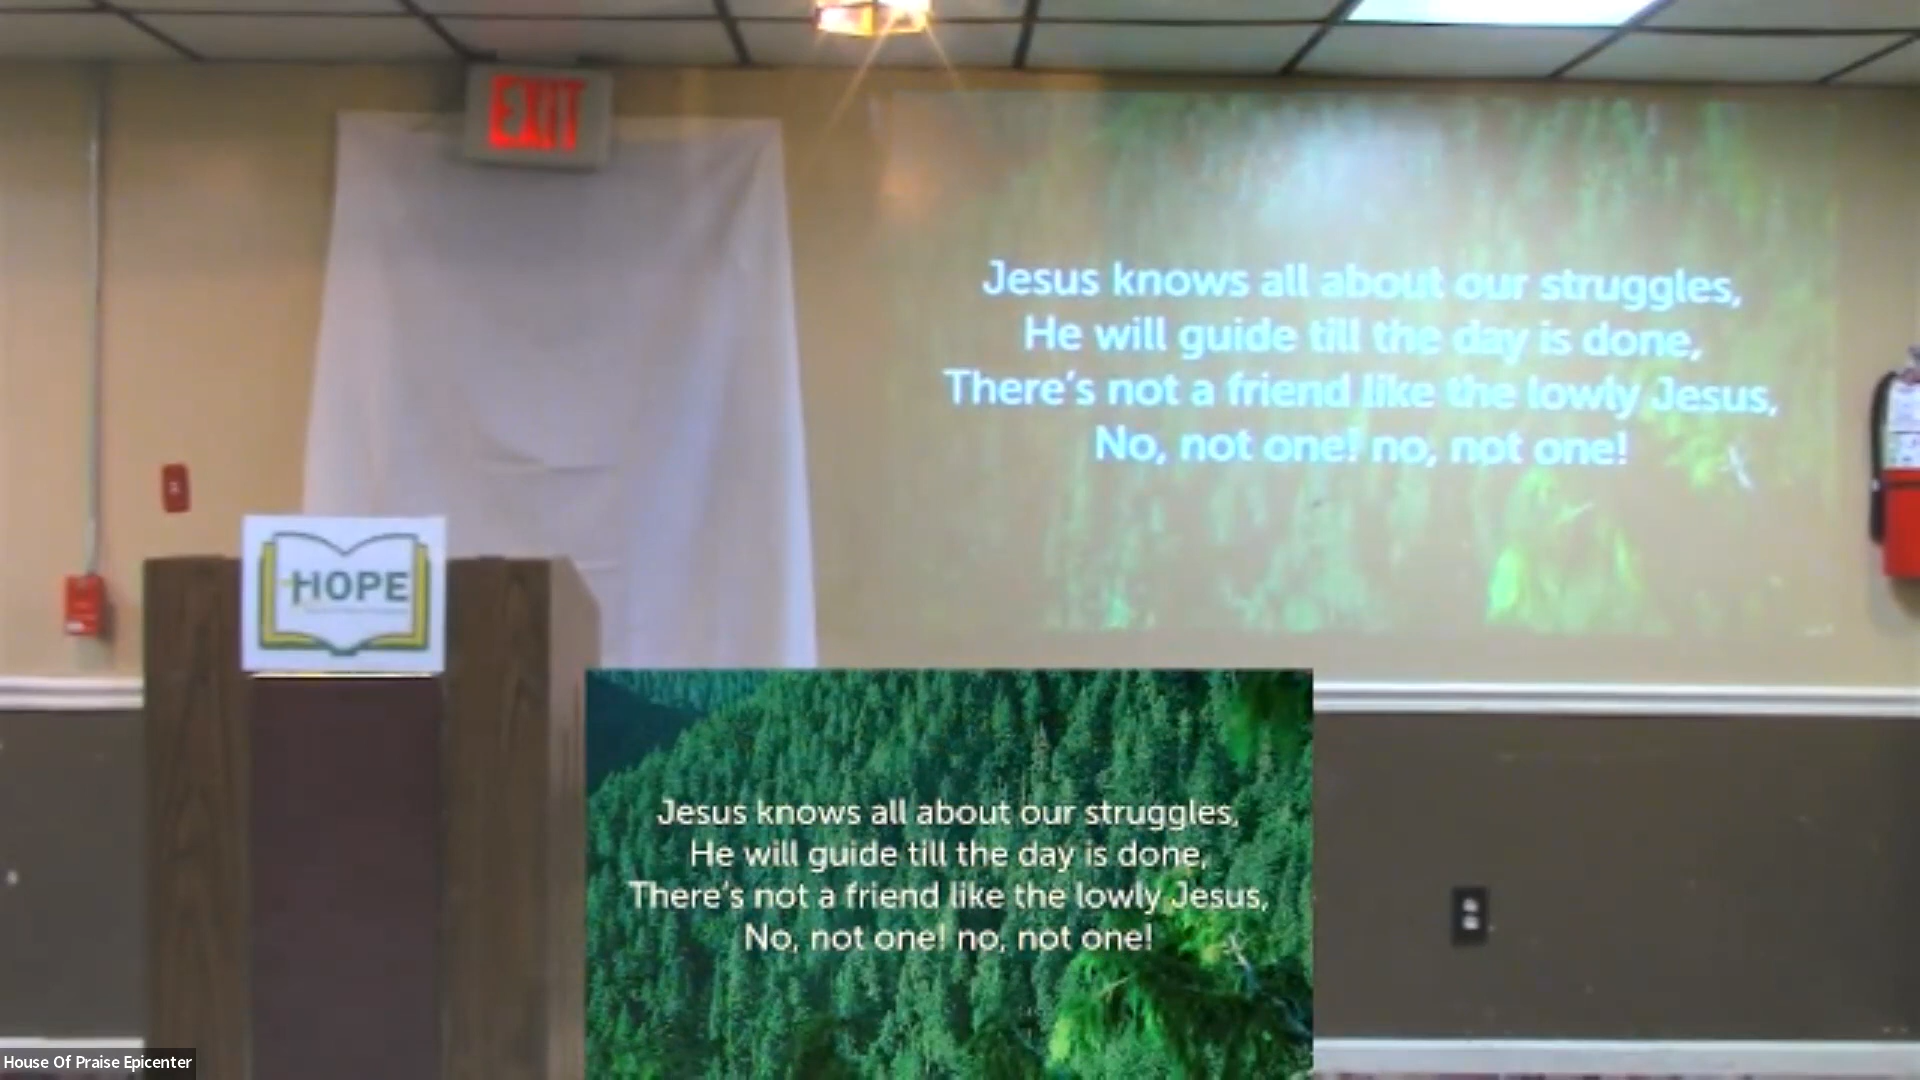 EXIT
Jesus knows all about our struggles,
He will guide till the day is done,
There's not a friend like the lowly Jesus,
No, not one! no, not one!
HOPE
Jesus knows all about our struggles,
He will guide till the day is done,
There's not a friend like the lowly Jesus,
No, not one! no, not one!
House Of Praise Epicenter